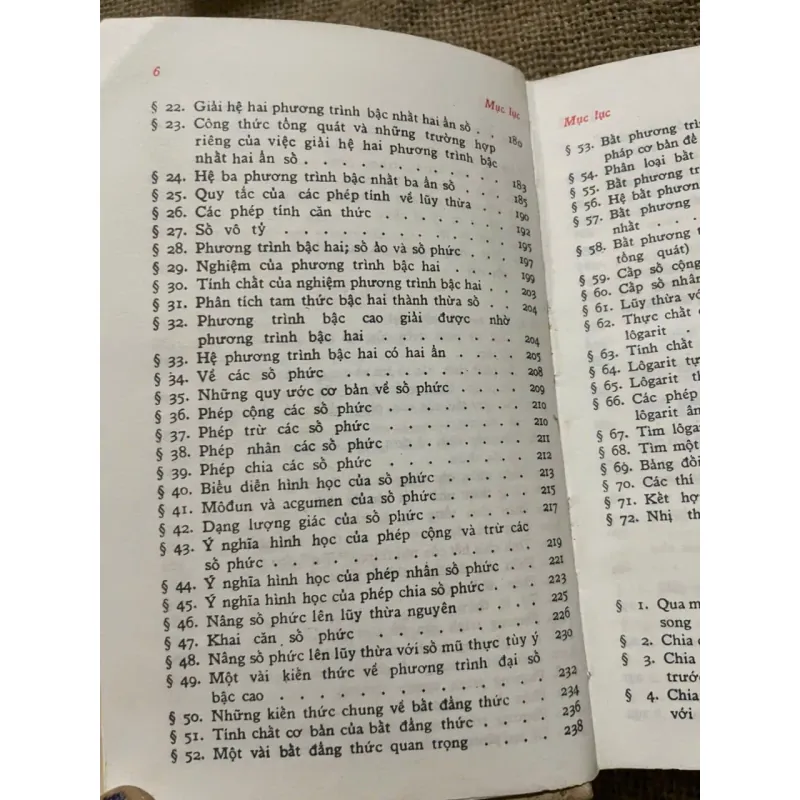 6
Mục lục
§ 22. Giải hệ hai phương trình bậc nhất hai ẩn số . . 180
§ 23. Công thức tổng quát và những trường hợp
riêng của việc giải hệ hai phương trình bậc
nhất hai ẩn số . . . . . . . . . . . 183
§ 24. Hệ ba phương trình bậc nhất ba ẩn số . . . 185
§ 25. Quy tắc của các phép tính về lũy thừa . . 190
§ 26. Các phép tính căn thức . . . . . . . 192
§ 27. Số vô tỷ . . . . . . . . . . 195
§ 28. Phương trình bậc hai; số ảo và số phức . . . 197
§ 29. Nghiệm của phương trình bậc hai . . . . 199
§ 30. Tính chất của nghiệm phương trình bậc hai . . 203
§ 31. Phân tích tam thức bậc hai thành thừa số . . 204
§ 32. Phương trình bậc cao giải được nhờ
phương trình bậc hai . . . . . . . 204
§ 33. Hệ phương trình bậc hai có hai ẩn . . . . 205
§ 34. Về các số phức . . . . . . . . 208
§ 35. Những quy ước cơ bản về số phức . . . . 209
§ 36. Phép cộng các số phức . . . . . . 210
§ 37. Phép trừ các số phức . . . . . . 210
§ 38. Phép nhân các số phức . . . . . . 211
§ 39. Phép chia các số phức . . . . . . 212
§ 40. Biểu diễn hình học của số phức . . . . 213
§ 41. Môđun và acgumen của số phức . . . . 215
§ 42. Dạng lượng giác của số phức . . . . . 217
§ 43. Ý nghĩa hình học của phép cộng và trừ các
số phức . . . . . . . . . . . 219
§ 44. Ý nghĩa hình học của phép nhân số phức . . 221
§ 45. Ý nghĩa hình học của phép chia số phức . . . 223
§ 46. Nâng số phức lên lũy thừa nguyên . . . . 225
§ 47. Khai căn số phức . . . . . . . 226
§ 48. Nâng số phức lên lũy thừa với số mũ thực tùy ý 230
§ 49. Một vài kiến thức về phương trình đại số
bậc cao . . . . . . . . . . . 232
§ 50. Những kiến thức chung về bất đẳng thức . . 234
§ 51. Tính chất cơ bản của bất đẳng thức . . . . 236
§ 52. Một vài bất đẳng thức quan trọng . . . . 238
Mục lục
§ 53. Bất phương
pháp cơ bản để
§ 54. Phân loại bất
§ 55. Bất phương
§ 56. Hệ bất
§ 57. Bất phương
nhất . . .
§ 58. Bất phương
tổng quát)
§ 59. Cấp số cộng
§ 60. Cấp số nhân
§ 61. Lũy thừa
§ 62. Thực chất
lôgarit .
§ 63. Tính chất
§ 64. Lôgarit
§ 65. Lôgarit
§ 66. Các phép
lôgarit
§ 67. Tìm
§ 68. Tìm một
§ 69. Bảng
§ 70. Các thí
§ 71. Kết
§ 72. Nhị
§ 1. Qua
song
§ 2. Chia
§ 3. Chia
trước
§ 4. Chia
với